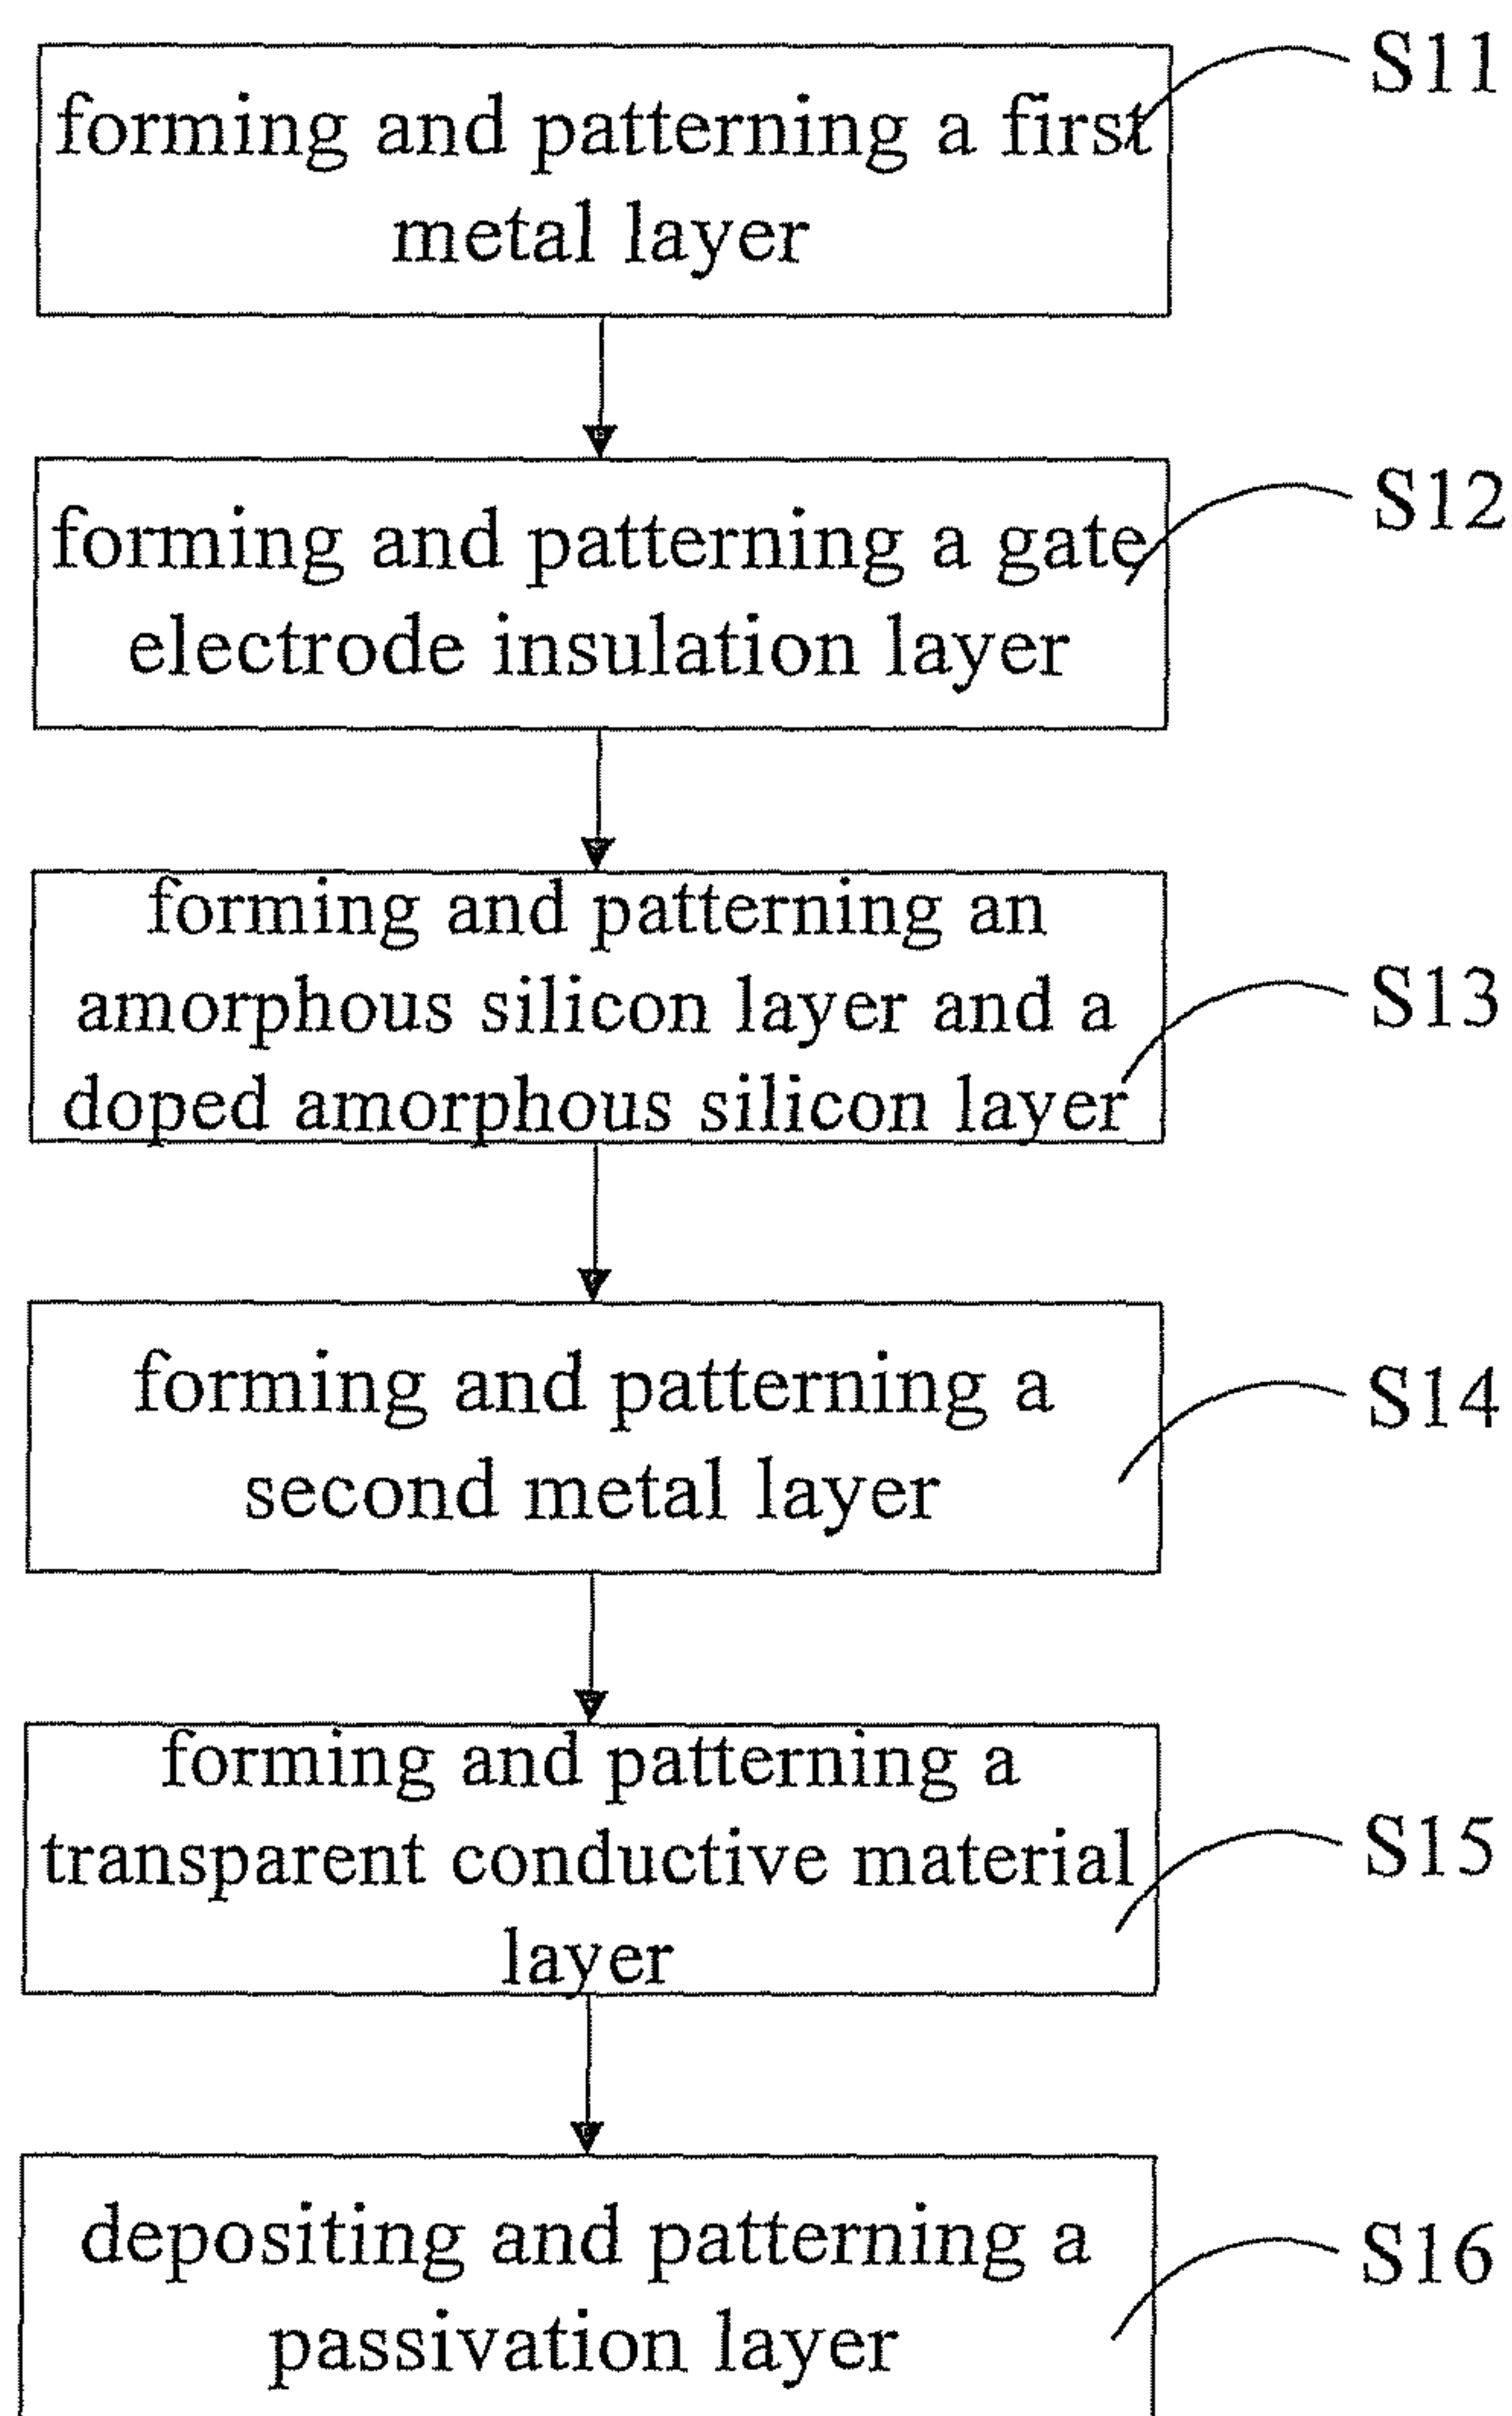 forming and patterning a first
metal layer
S11
forming and patterning a gate
electrode insulation layer
S12
forming and patterning an
amorphous silicon layer and a
doped amorphous silicon layer
S13
forming and patterning a
second metal layer
S14
forming and patterning a
transparent conductive material
layer
S15
depositing and patterning a
passivation layer
S16